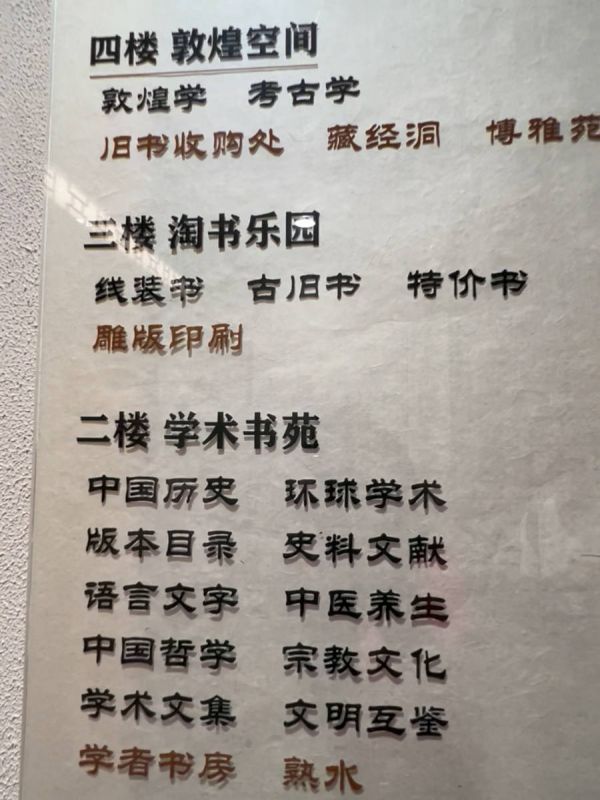 四楼 敦煌空间
敦煌学 考古学
旧书收购处 藏经洞 博雅苑
三楼 淘书乐园
线装书 古旧书 特价书
雕版印刷
二楼 学术书苑
中国历史 环球学术
版本目录 史料文献
语言文字 中医养生
中国哲学 宗教文化
学术文集 文明互鉴
学者书房 熟水